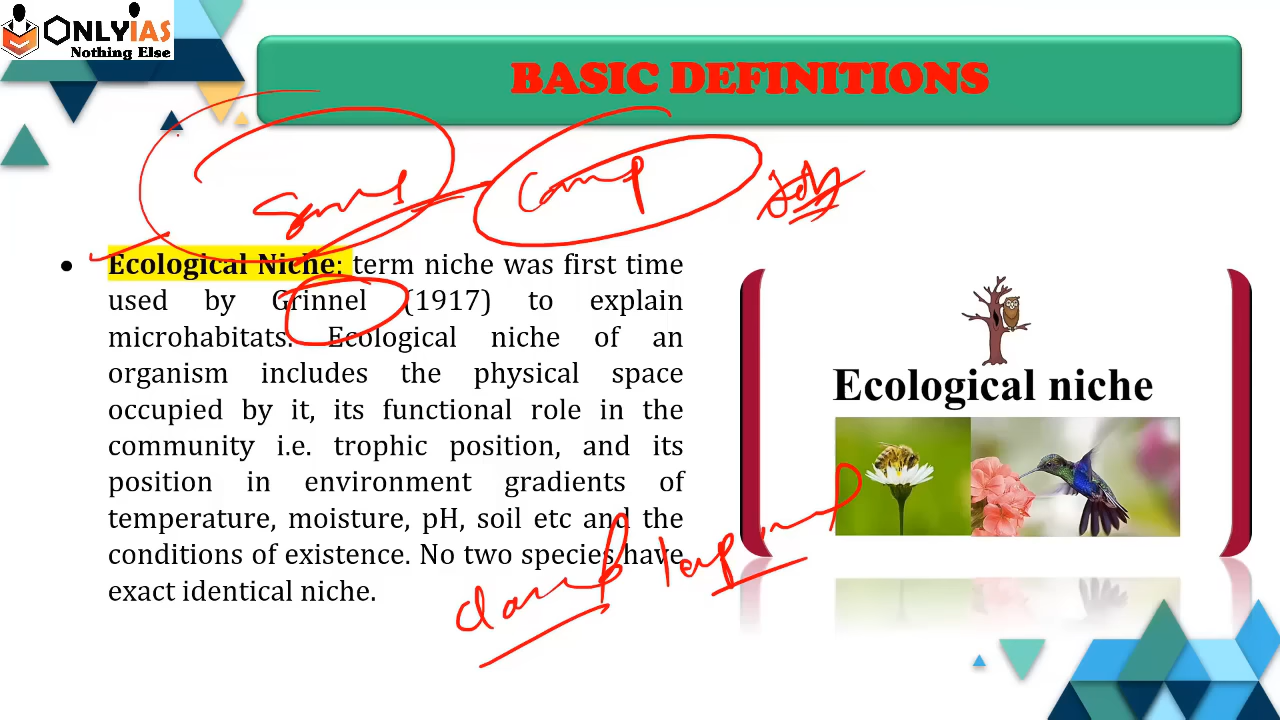 ONLYIAS
Nothing Else
BASIC DEFINITIONS
comp
• Ecological Niche: term niche was first time
used by Grinnel (1917) to explain
microhabitats. Ecological niche of an
organism includes the physical space
occupied by it, its functional role in the
community i.e. trophic position, and its
position in environment gradients of
temperature, moisture, pH, soil etc and the
conditions of existence. No two species have
exact identical niche.
Ecological niche